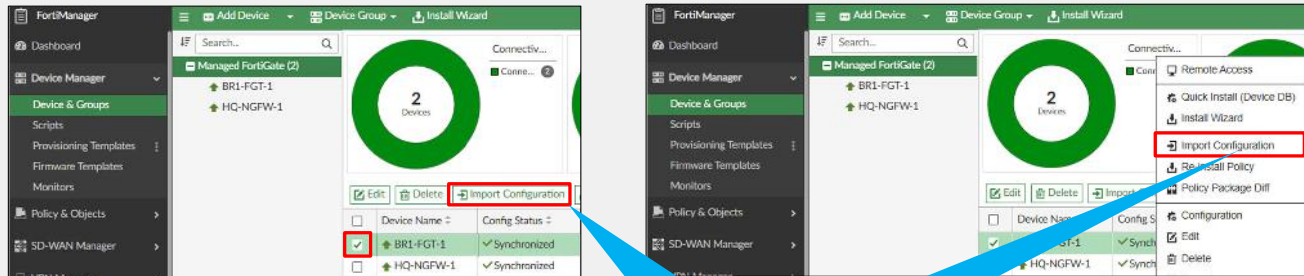 FortiManager
Add Device
Device Group
Install Wizard
Dashboard
Search...
Connectiv...
Managed FortiGate (2)
Conne... 2
Device Manager
BR1-FGT-1
2
Devices
Device & Groups
HQ-NGFW-1
Scripts
Provisioning Templates
Firmware Templates
Monitors
Edit
Delete
Import Configuration
Policy & Objects
Device Name
Config Status
SD-WAN Manager
BR1-FGT-1
Synchronized
HQ-NGFW-1
Synchronized
FortiManager
Add Device
Device Group
Install Wizard
Dashboard
Search...
Connectiv...
Managed FortiGate (2)
Conn
Device Manager
BR1-FGT-1
2
Devices
Device & Groups
HQ-NGFW-1
Scripts
Provisioning Templates
Firmware Templates
Monitors
Edit
Delete
Policy & Objects
Device Name
Config S
SD-WAN Manager
Synch
HQ-NGFW-1
Synch
Remote Access
Quick Install (Device DB)
Install Wizard
Import Configuration
Re-install Policy
Policy Package Diff
Configuration
Edit
Delete